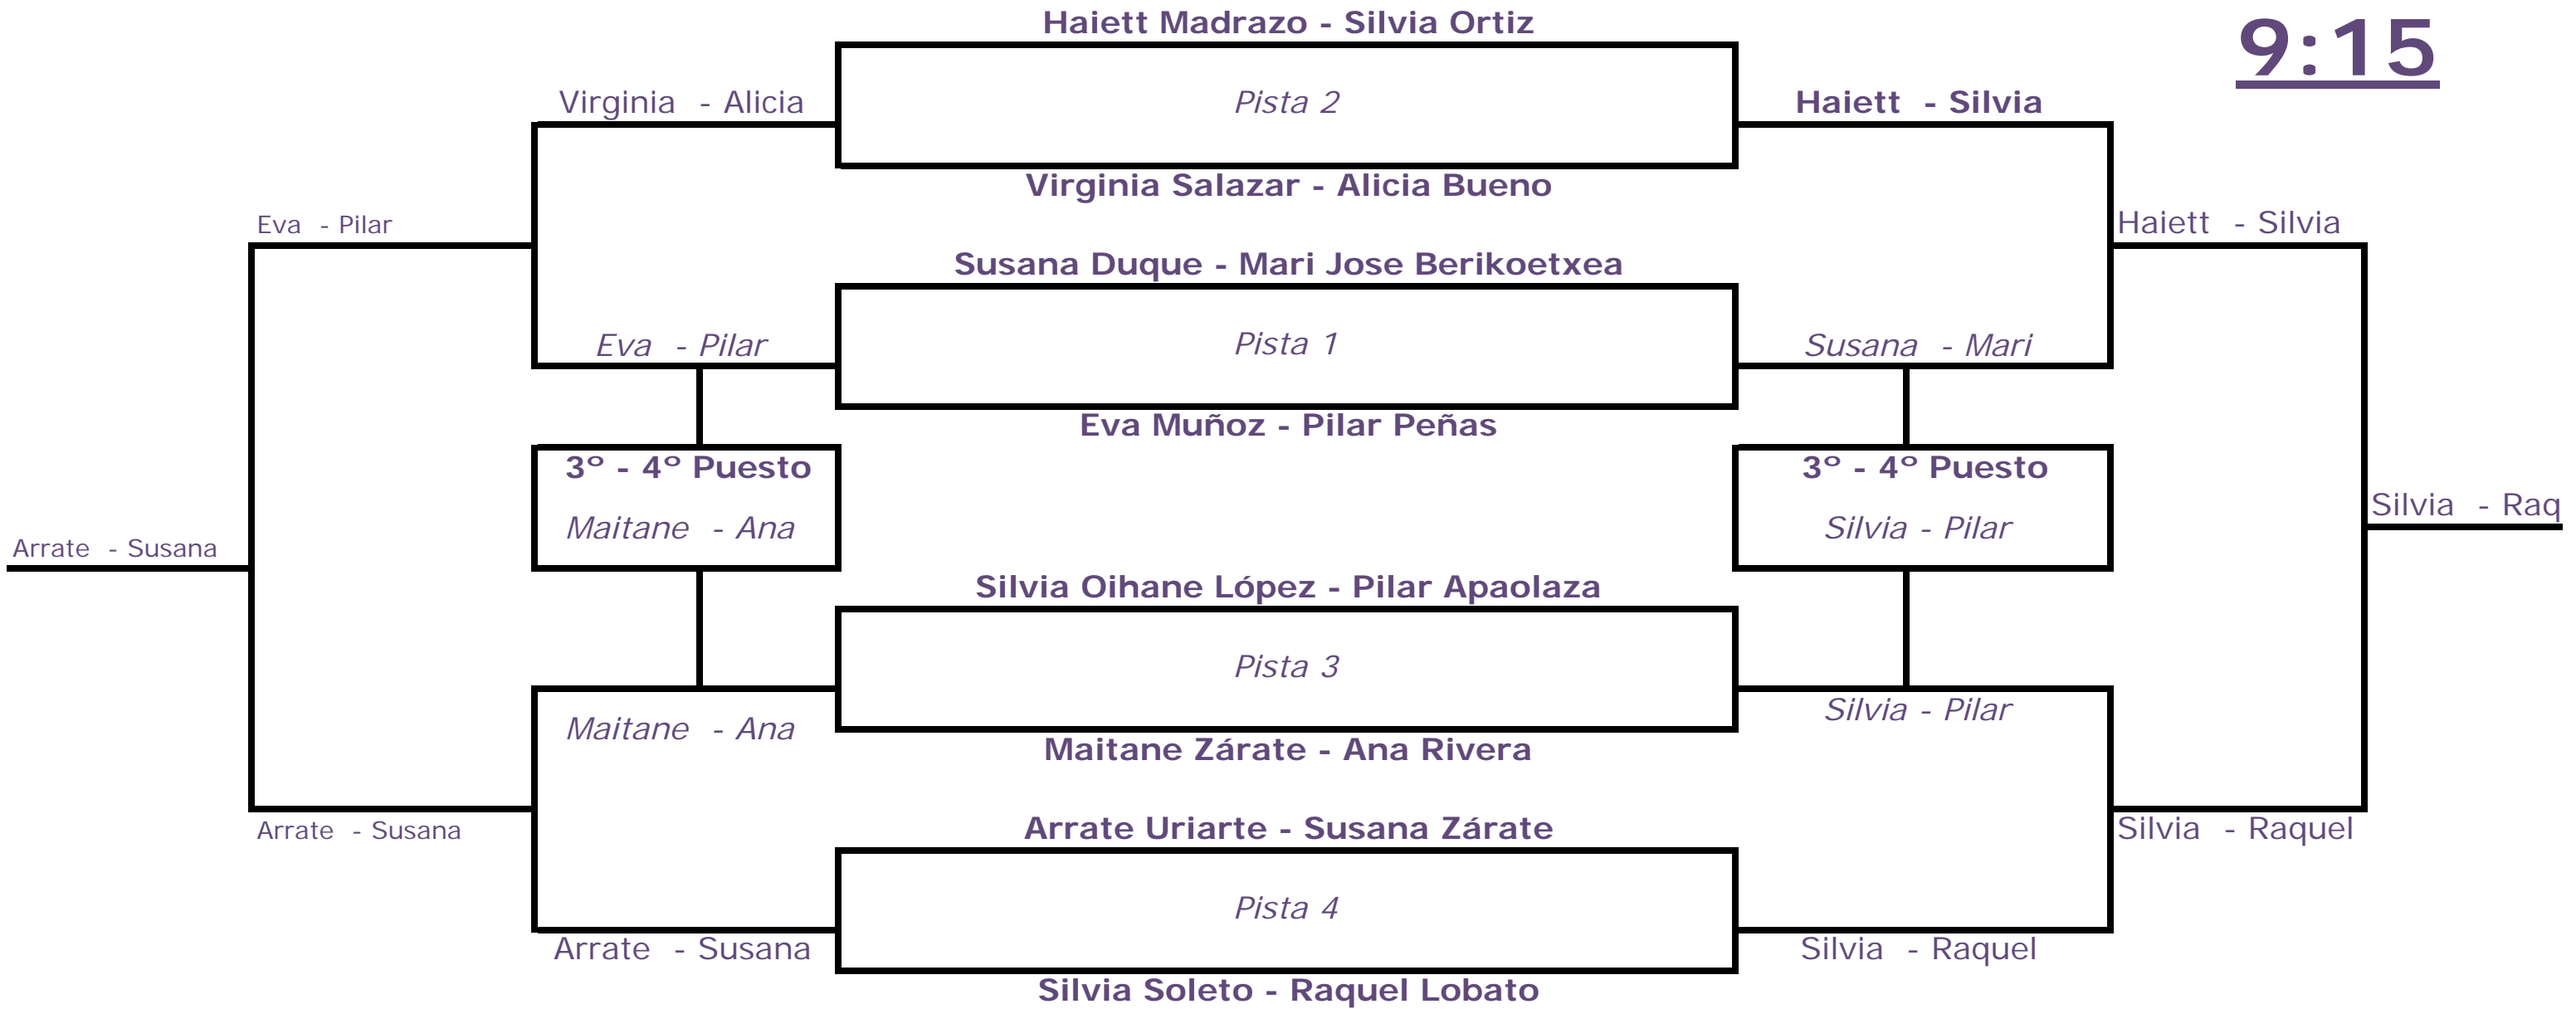 Haiett Madrazo - Silvia Ortiz
9:15
Virginia - Alicia
Pista 2
Haiett - Silvia
Virginia Salazar - Alicia Bueno
Eva - Pilar
Haiett - Silvia
Susana Duque - Mari Jose Berikoetxea
Eva - Pilar
Pista 1
Susana - Mari
Eva Muñoz - Pilar Peñas
3º - 4º Puesto
3º - 4º Puesto
Maitane - Ana
Silvia - Pilar
Silvia - Raq
Arrate - Susana
Silvia Oihane López - Pilar Apaolaza
Pista 3
Maitane - Ana
Silvia - Pilar
Maitane Zárate - Ana Rivera
Arrate - Susana
Arrate Uriarte - Susana Zárate
Silvia - Raquel
Pista 4
Arrate - Susana
Silvia - Raquel
Silvia Soleto - Raquel Lobato